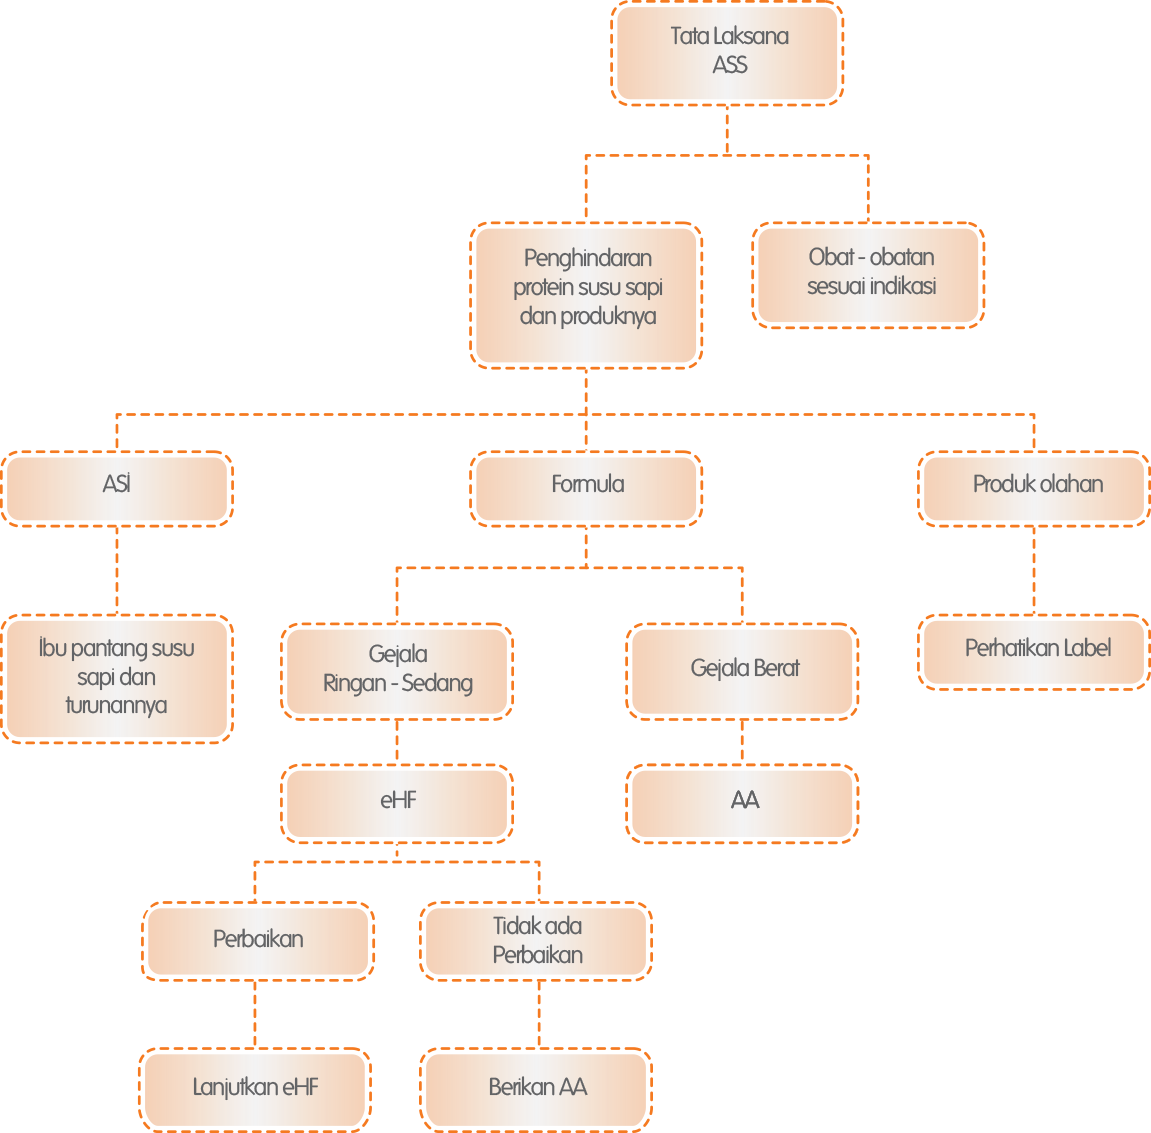 Tata Laksana
ASS
Penghindaran
protein susu sapi
dan produknya
Obat - obatan
sesuai indikasi
ASI
Formula
Produk olahan
Ibu pantang susu
sapi dan
turunannya
Gejala
Ringan - Sedang
Gejala Berat
Perhatikan Label
eHF
AA
Perbaikan
Tidak ada
Perbaikan
Lanjutkan eHF
Berikan AA